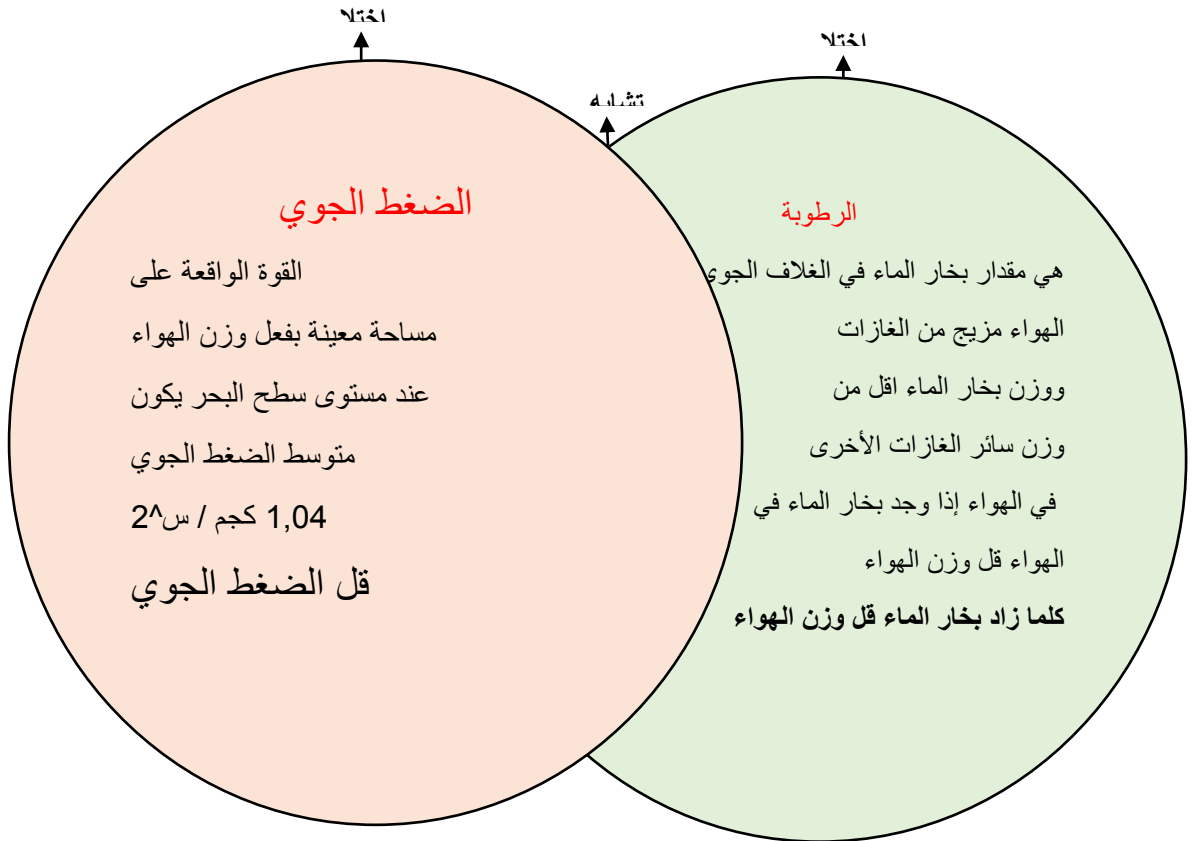 اختلا
اختلا
تشابه
الضغط الجوي
القوة الواقعة على
مساحة معينة بفعل وزن الهواء
عند مستوى سطح البحر يكون
متوسط الضغط الجوي
1,04 كجم / س^2
قل الضغط الجوي
الرطوبة
هي مقدار بخار الماء في الغلاف الجوي
الهواء مزيج من الغازات
ووزن بخار الماء اقل من
وزن سائر الغازات الأخرى
في الهواء إذا وجد بخار الماء في
الهواء قل وزن الهواء
كلما زاد بخار الماء قل وزن الهواء